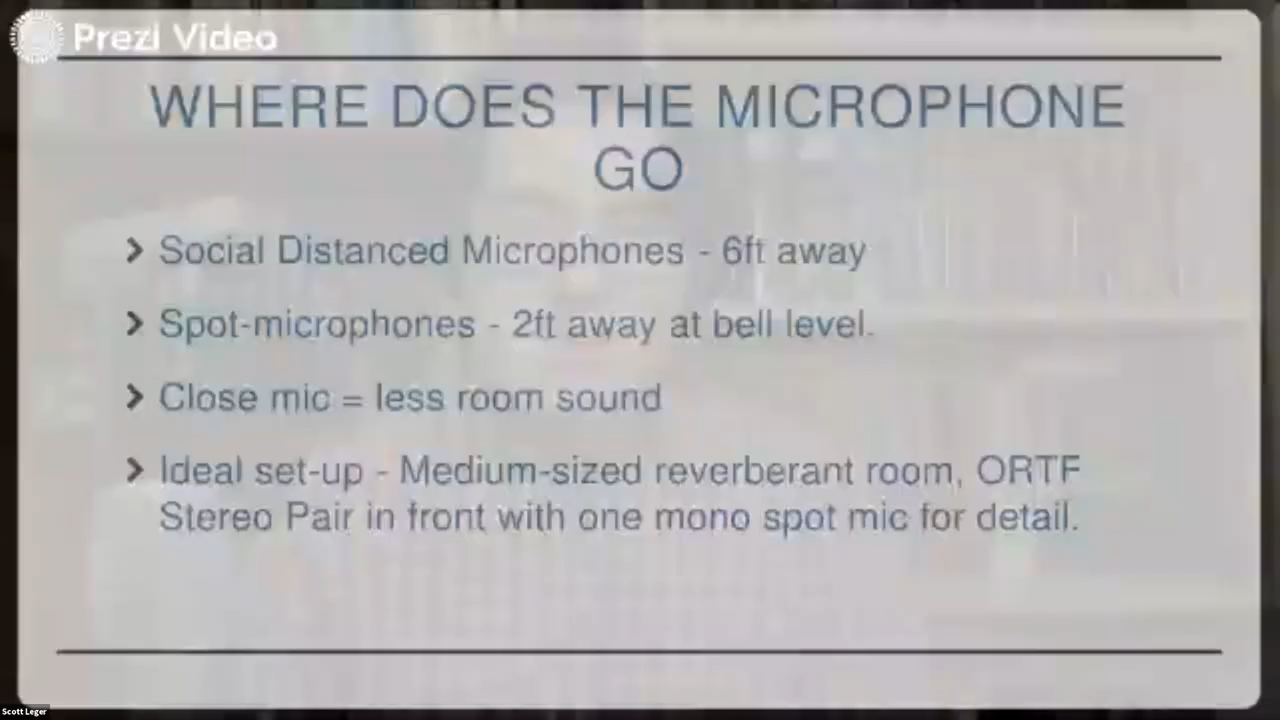 Prezi Video
WHERE DOES THE MICROPHONE
GO
Social Distanced Microphones - 6ft away
Spot-microphones - 2ft away at bell level.
Close mic = less room sound
Ideal set-up - Medium-sized reverberant room, ORTF
Stereo Pair in front with one mono spot mic for detail.
Scott Leger